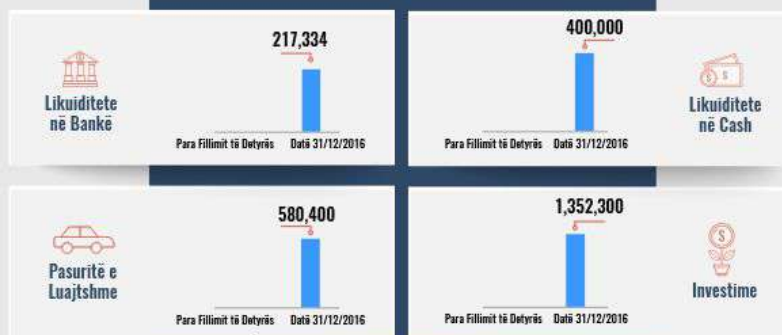 217,334
Likuiditete
në Bankë
Para Fillimit të Detyrës Datë 31/12/2016
400,000
Likuiditete
në Cash
Para Fillimit të Detyrës Datë 31/12/2016
580,400
Pasuritë e
Luajtshme
Para Fillimit të Detyrës Datë 31/12/2016
1,352,300
Investime
Para Fillimit të Detyrës Datë 31/12/2016